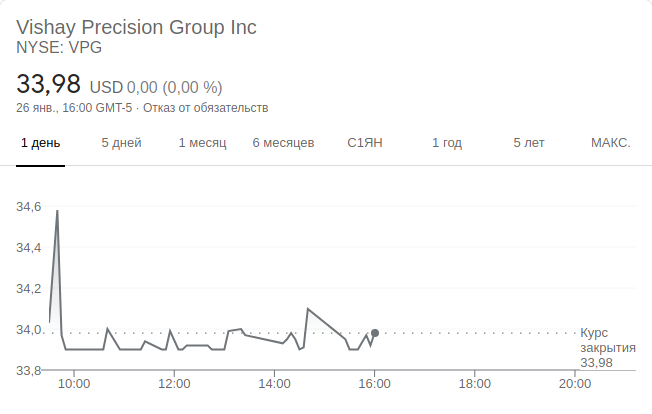 Vishay Precision Group Inc
NYSE: VPG
33,98 USD 0,00 (0,00 %)
26 янв., 16:00 GMT-5 · Отказ от обязательств
1 день 5 дней 1 месяц 6 месяцев С1ЯН 1 год 5 лет МАКС.
34,6
34,4
34,2
34,0
Курс
закрытия
33,98
33,8
10:00 12:00 14:00 16:00 18:00 20:00